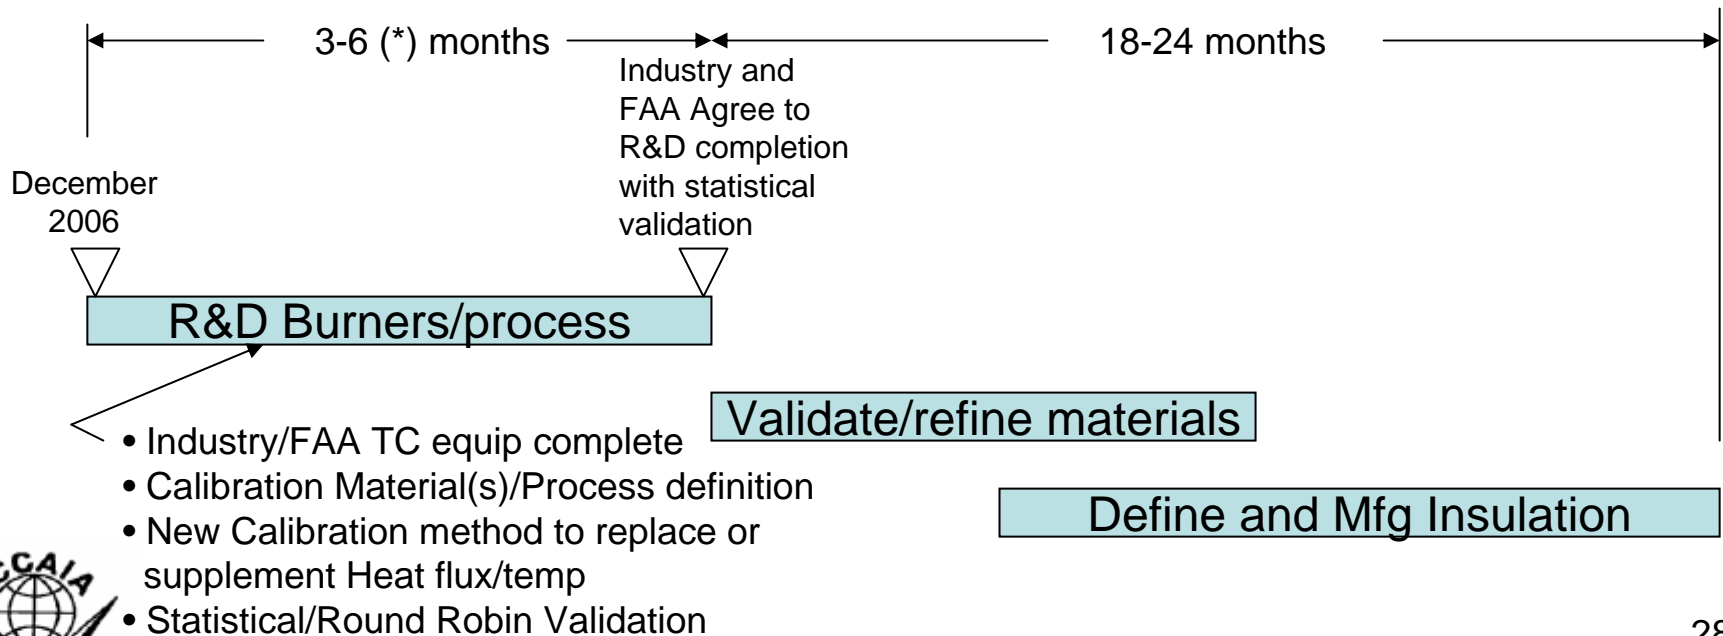 3-6 (*) months
18-24 months
Industry and
FAA Agree to
R&D completion
with statistical
validation
December
2006
R&D Burners/process
Validate/refine materials
• Industry/FAA TC equip complete
• Calibration Material(s)/Process definition
• New Calibration method to replace or
supplement Heat flux/temp
• Statistical/Round Robin Validation
Define and Mfg Insulation
CCAIA
28